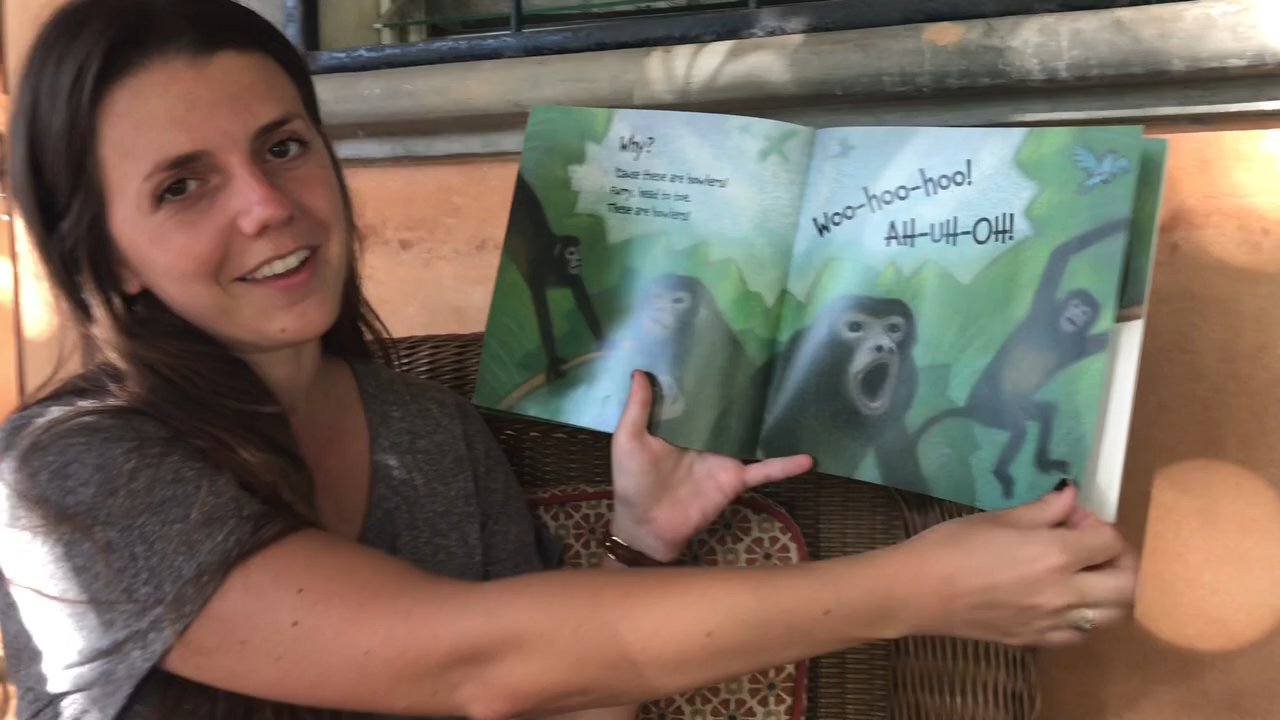 Why?
'Cause these are howlers!
Furry, head to toe.
These are howlers!
Woo-hoo-hoo!
AH-UH-OH!